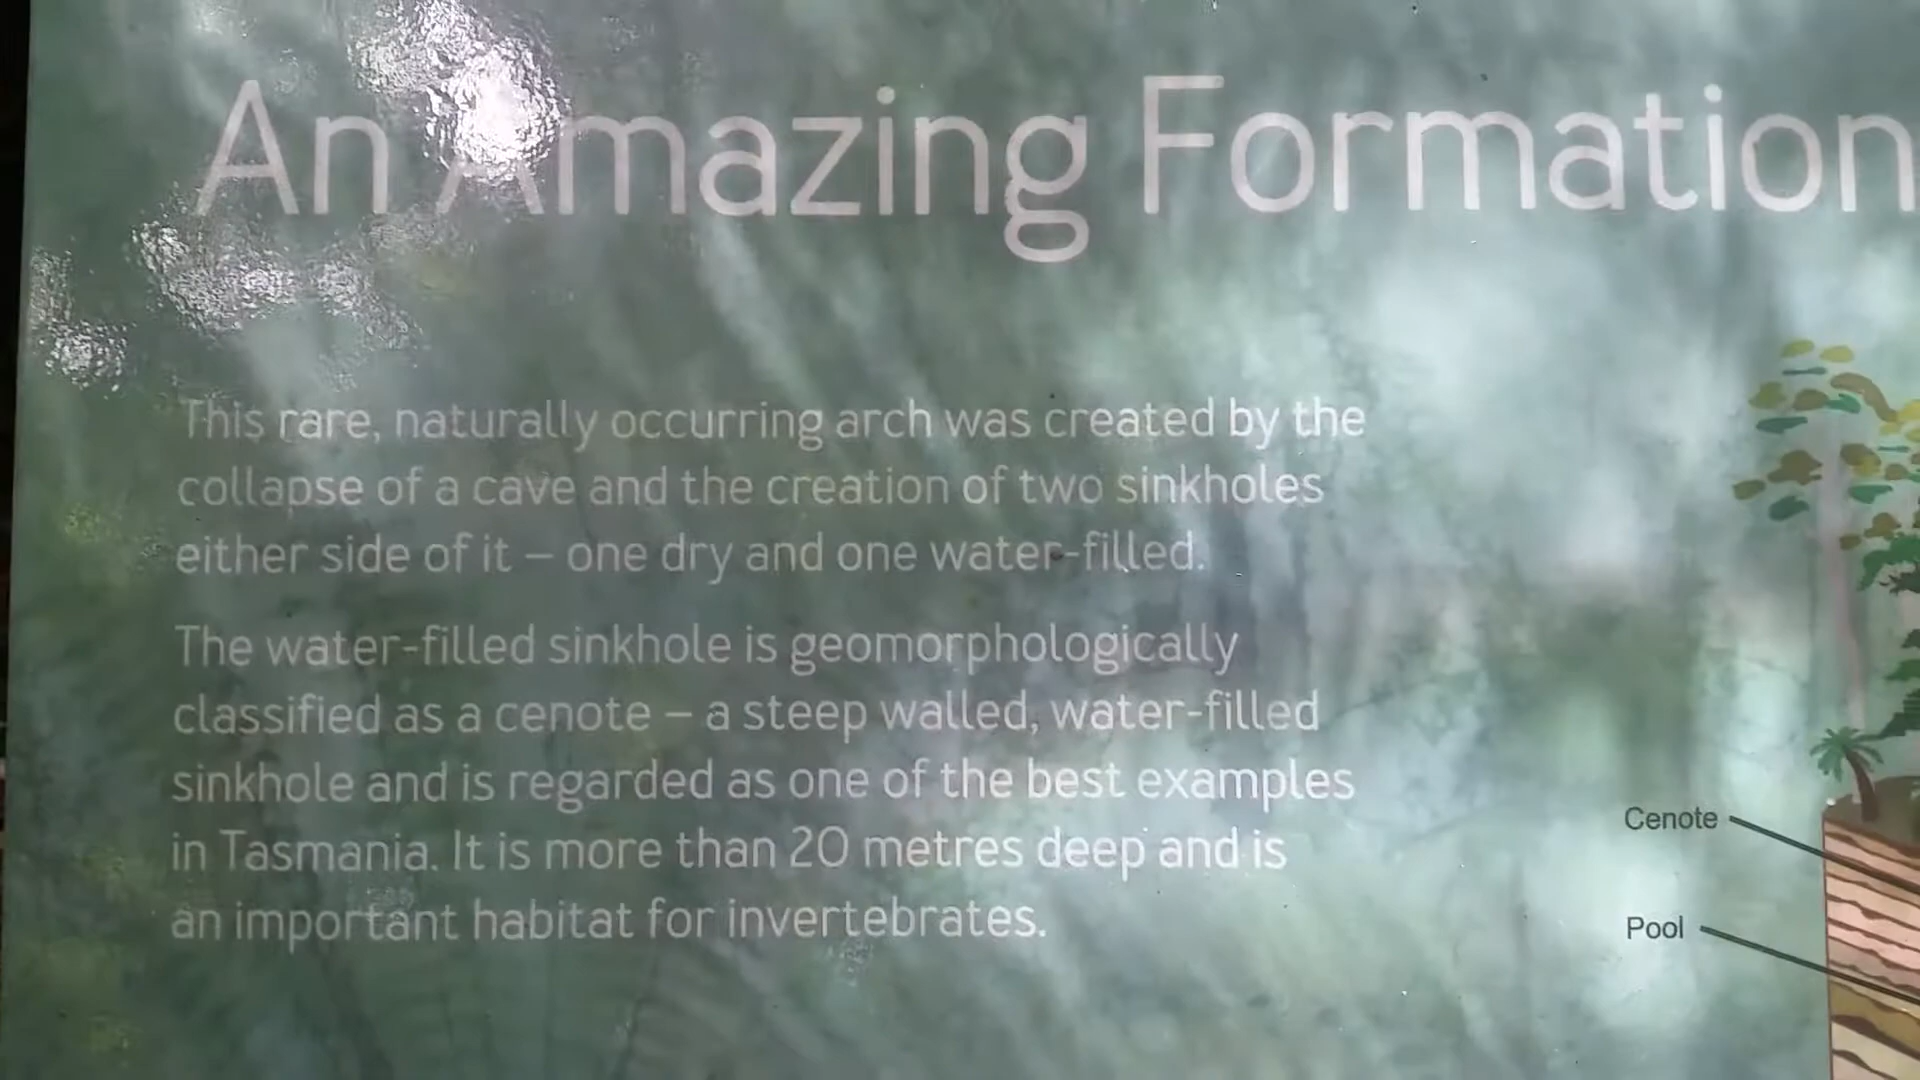 An Amazing Formation
This rare, naturally occurring arch was created by the
collapse of a cave and the creation of two sinkholes
either side of it – one dry and one water-filled.
The water-filled sinkhole is geomorphologically
classified as a cenote – a steep walled, water-filled
sinkhole and is regarded as one of the best examples
in Tasmania. It is more than 20 metres deep and is
an important habitat for invertebrates.
Cenote
Pool